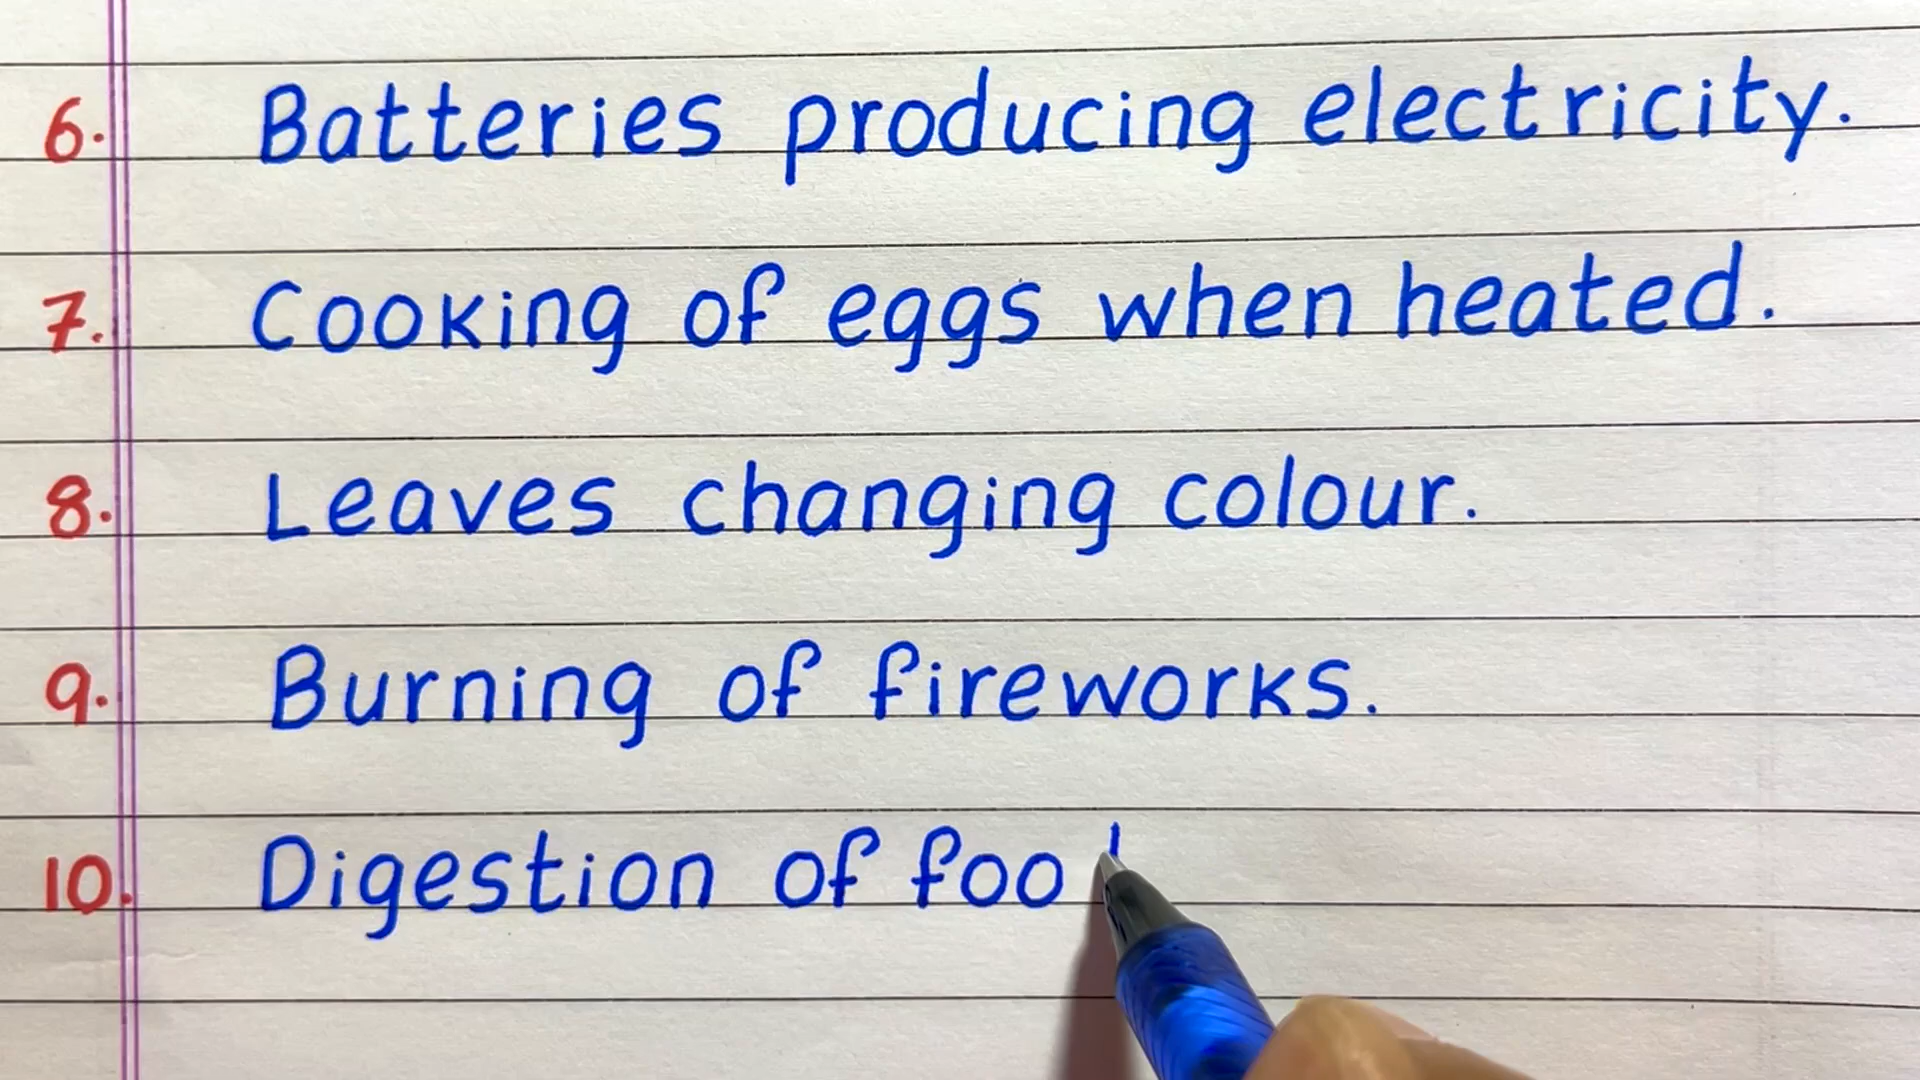 6. Batteries producing electricity.
7. Cooking of eggs when heated.
8. Leaves changing colour.
9. Burning of fireworks.
10. Digestion of foo